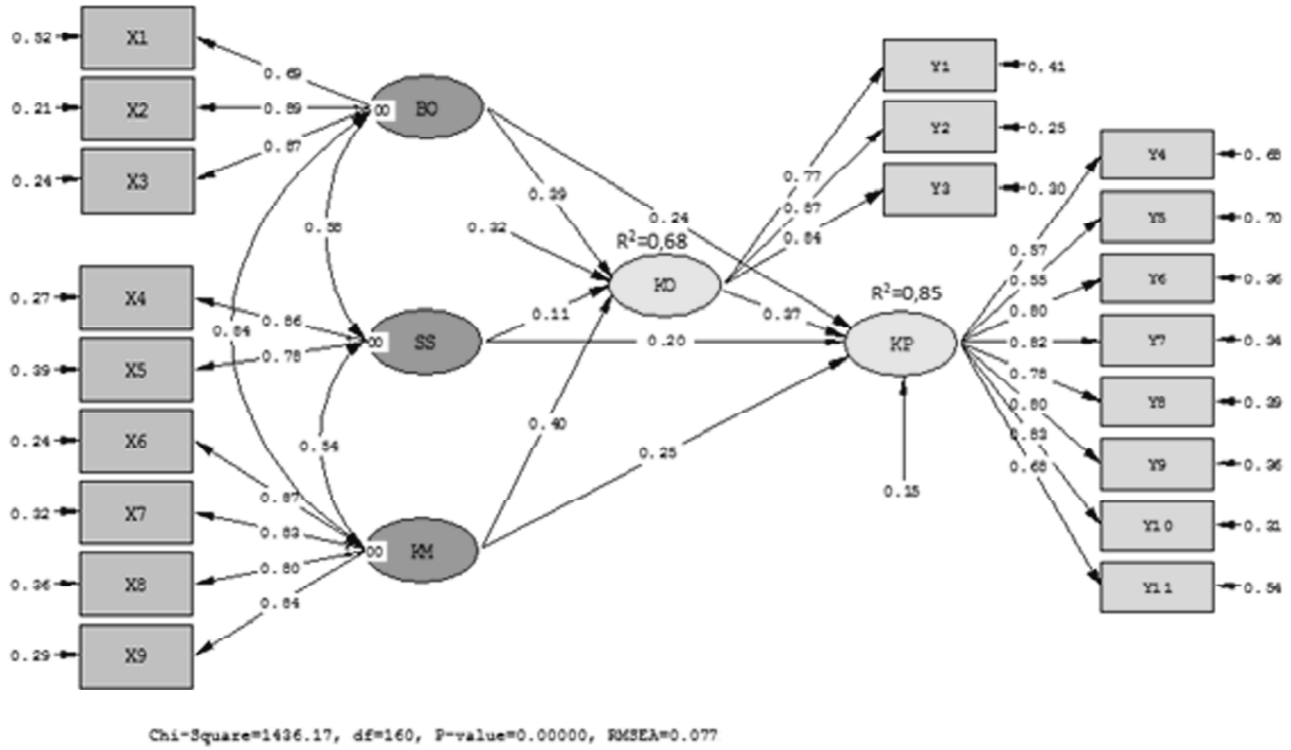 0.52 X1
0.69
0.21 X2
0.89
00 BO
0.24 X3
0.87
Y1 0.41
Y2 0.25
Y3 0.30
0.77
0.87
0.84
Y4 0.68
Y5 0.70
Y6 0.36
Y7 0.34
Y8 0.39
Y9 0.36
Y10 0.31
Y11 0.54
0.57
0.55
0.80
0.82
0.78
0.80
0.83
0.68
0.39
0.24
0.58
0.32
R²=0,68
KO
0.27 X4
0.86
0.84
00 SS
0.11
0.37
R²=0,85
KP
0.39 X5
0.78
0.20
0.24 X6
0.87
0.54
0.40
0.25
0.15
0.32 X7
0.83
00 KM
0.36 X8
0.80
0.84
0.29 X9
Chi-Square=1436.17, df=160, P-value=0.00000, RMSEA=0.077